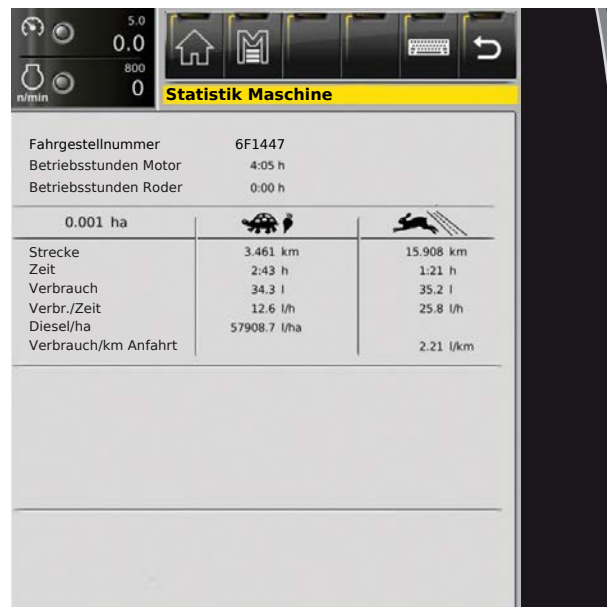 5.0
0.0
800
n/min 0
Statistik Maschine
Fahrgestellnummer 6F1447
Betriebsstunden Motor 4:05 h
Betriebsstunden Roder 0:00 h
0.001 ha
Strecke 3.461 km 15.908 km
Zeit 2:43 h 1:21 h
Verbrauch 34.3 l 35.2 l
Verbr./Zeit 12.6 l/h 25.8 l/h
Diesel/ha 57908.7 l/ha
Verbrauch/km Anfahrt 2.21 l/km